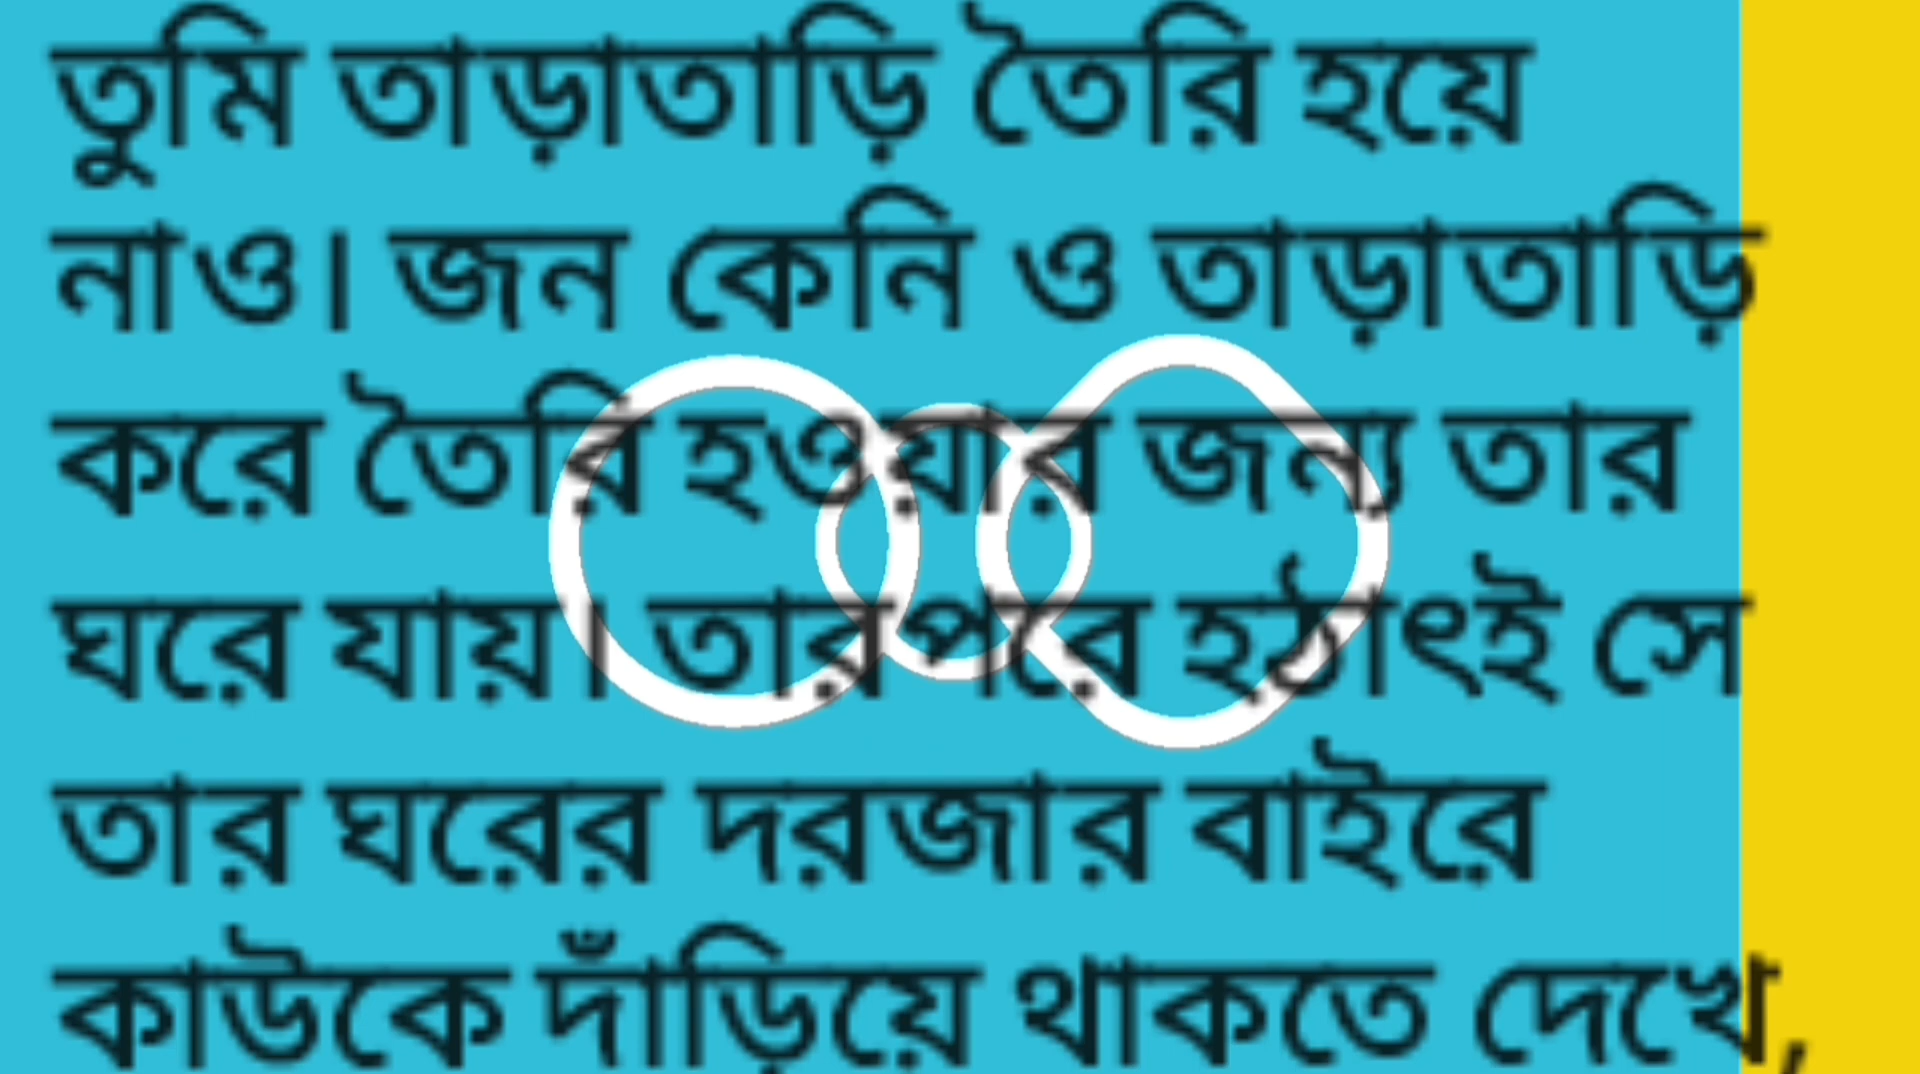 তুমি তাড়াতাড়ি তৈরি হয়ে
নাও। জন কেনি ও তাড়াতাড়ি
করে তৈরি হওয়ার জন্য তার
ঘরে যায়। তারপরে হঠাৎই সে
তার ঘরের দরজার বাইরে
কাউকে দাঁড়িয়ে থাকতে দেখে,